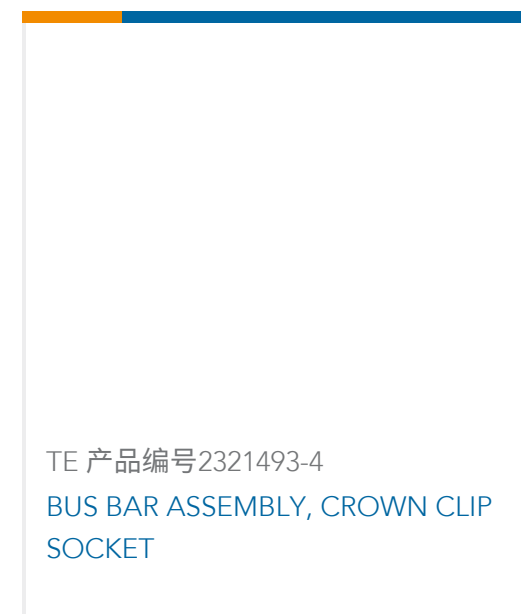 TE 产品编号2321493-4
BUS BAR ASSEMBLY, CROWN CLIP
SOCKET